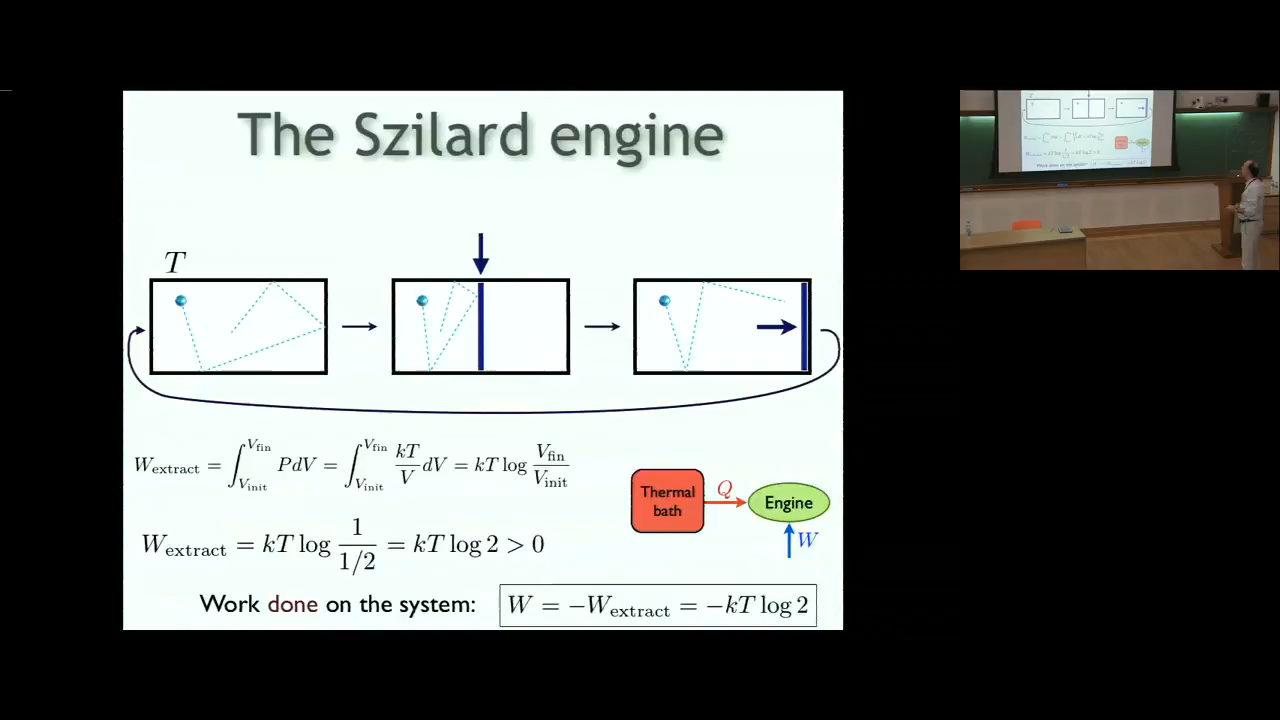 The Szilard engine
T
W_extract = ∫_{V_init}^{V_fin} PdV = ∫_{V_init}^{V_fin} kT/V dV = kT log V_fin/V_init
Thermal bath
Q
Engine
W
W_extract = kT log 1/(1/2) = kT log 2 > 0
Work done on the system: W = −W_extract = −kT log 2